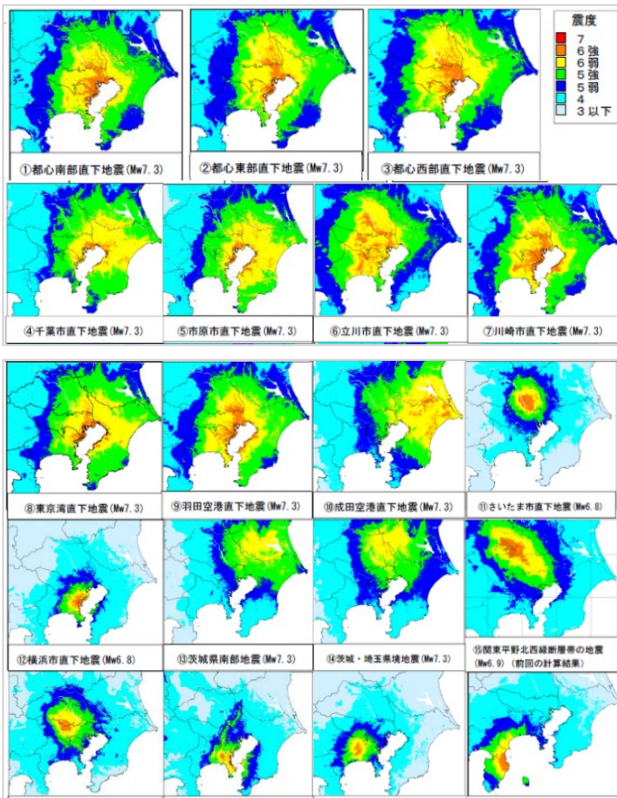 震度
7
6強
6弱
5強
5弱
4
3以下
①都心南部直下地震(Mw7.3)
②都心東部直下地震(Mw7.3)
③都心西部直下地震(Mw7.3)
④千葉市直下地震(Mw7.3)
⑤市原市直下地震(Mw7.3)
⑥立川市直下地震(Mw7.3)
⑦川崎市直下地震(Mw7.3)
⑧東京湾直下地震(Mw7.3)
⑨羽田空港直下地震(Mw7.3)
⑩成田空港直下地震(Mw7.3)
⑪さいたま市直下地震(Mw6.8)
⑫横浜市直下地震(Mw6.8)
⑬茨城県南部地震(Mw7.3)
⑭茨城・埼玉県境地震(Mw7.3)
⑮関東平野北西縁断層帯の地震
(Mw6.9)（前回の計算結果）